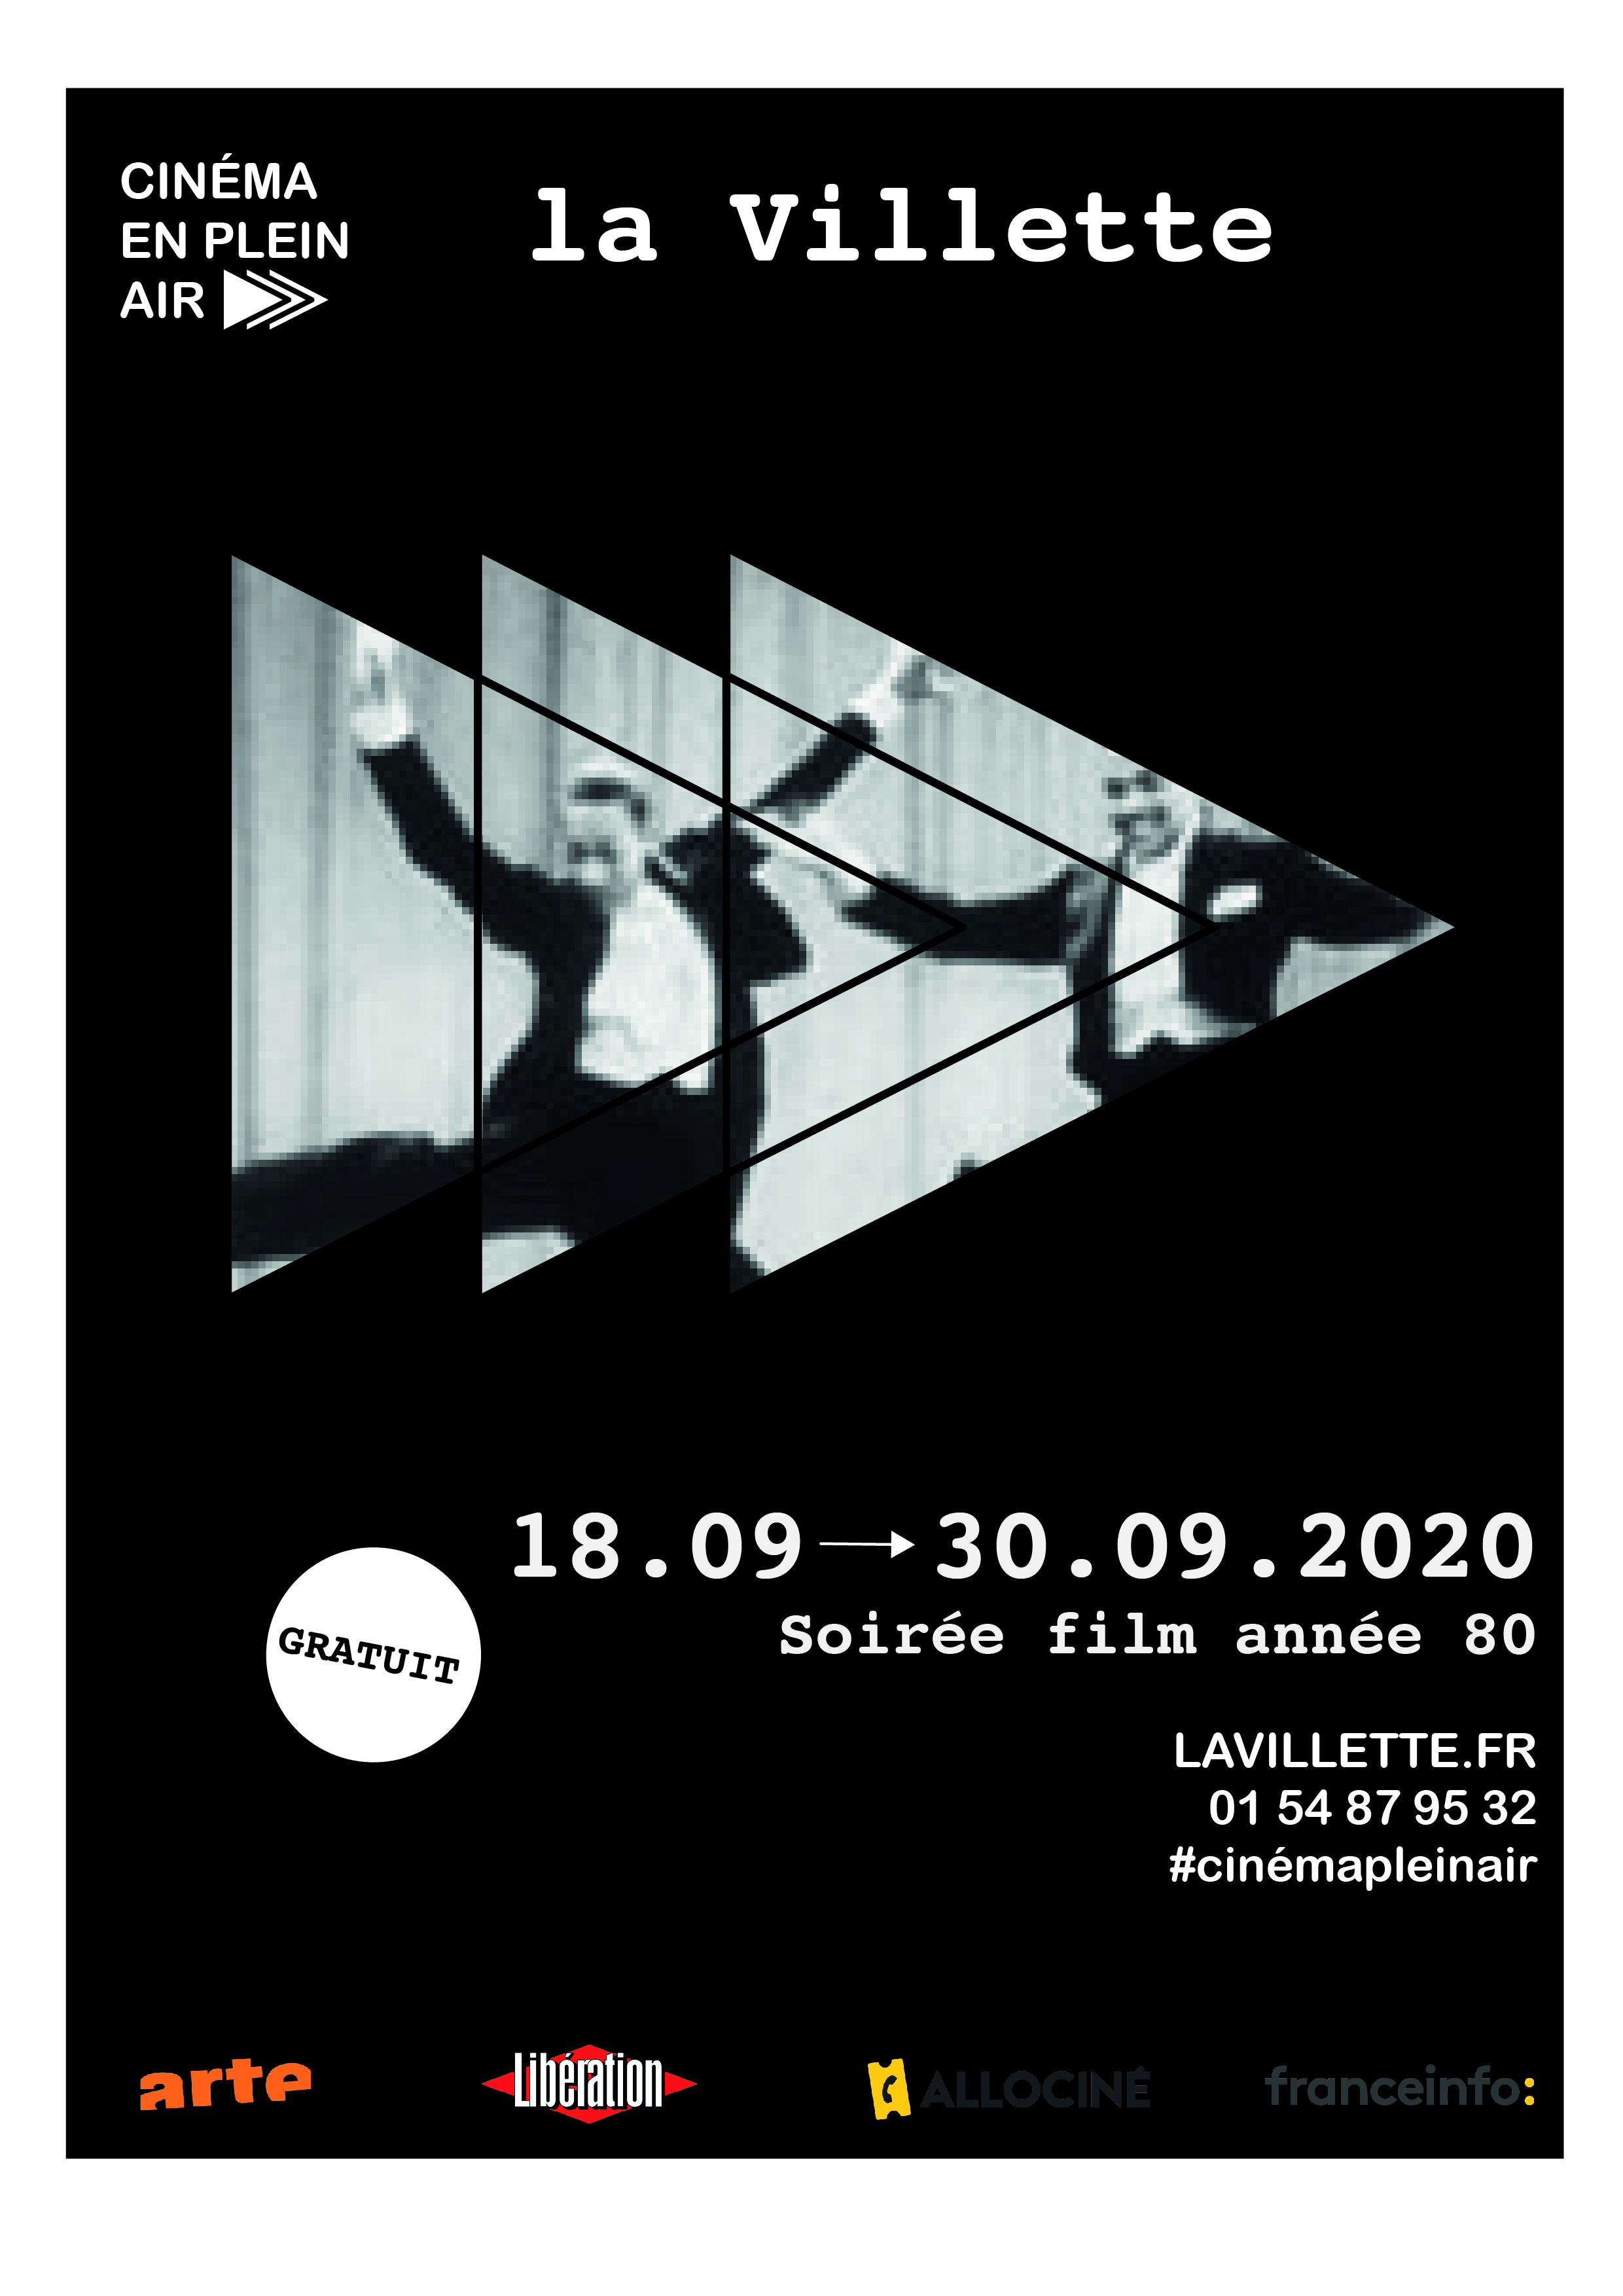 CINÉMA
EN PLEIN
AIR
la Villette
18.09 → 30.09.2020
Soirée film année 80
GRATUIT
LAVILLETTE.FR
01 54 87 95 32
#cinémapleinair
arte
Libération
ALLOCINÉ
franceinfo: